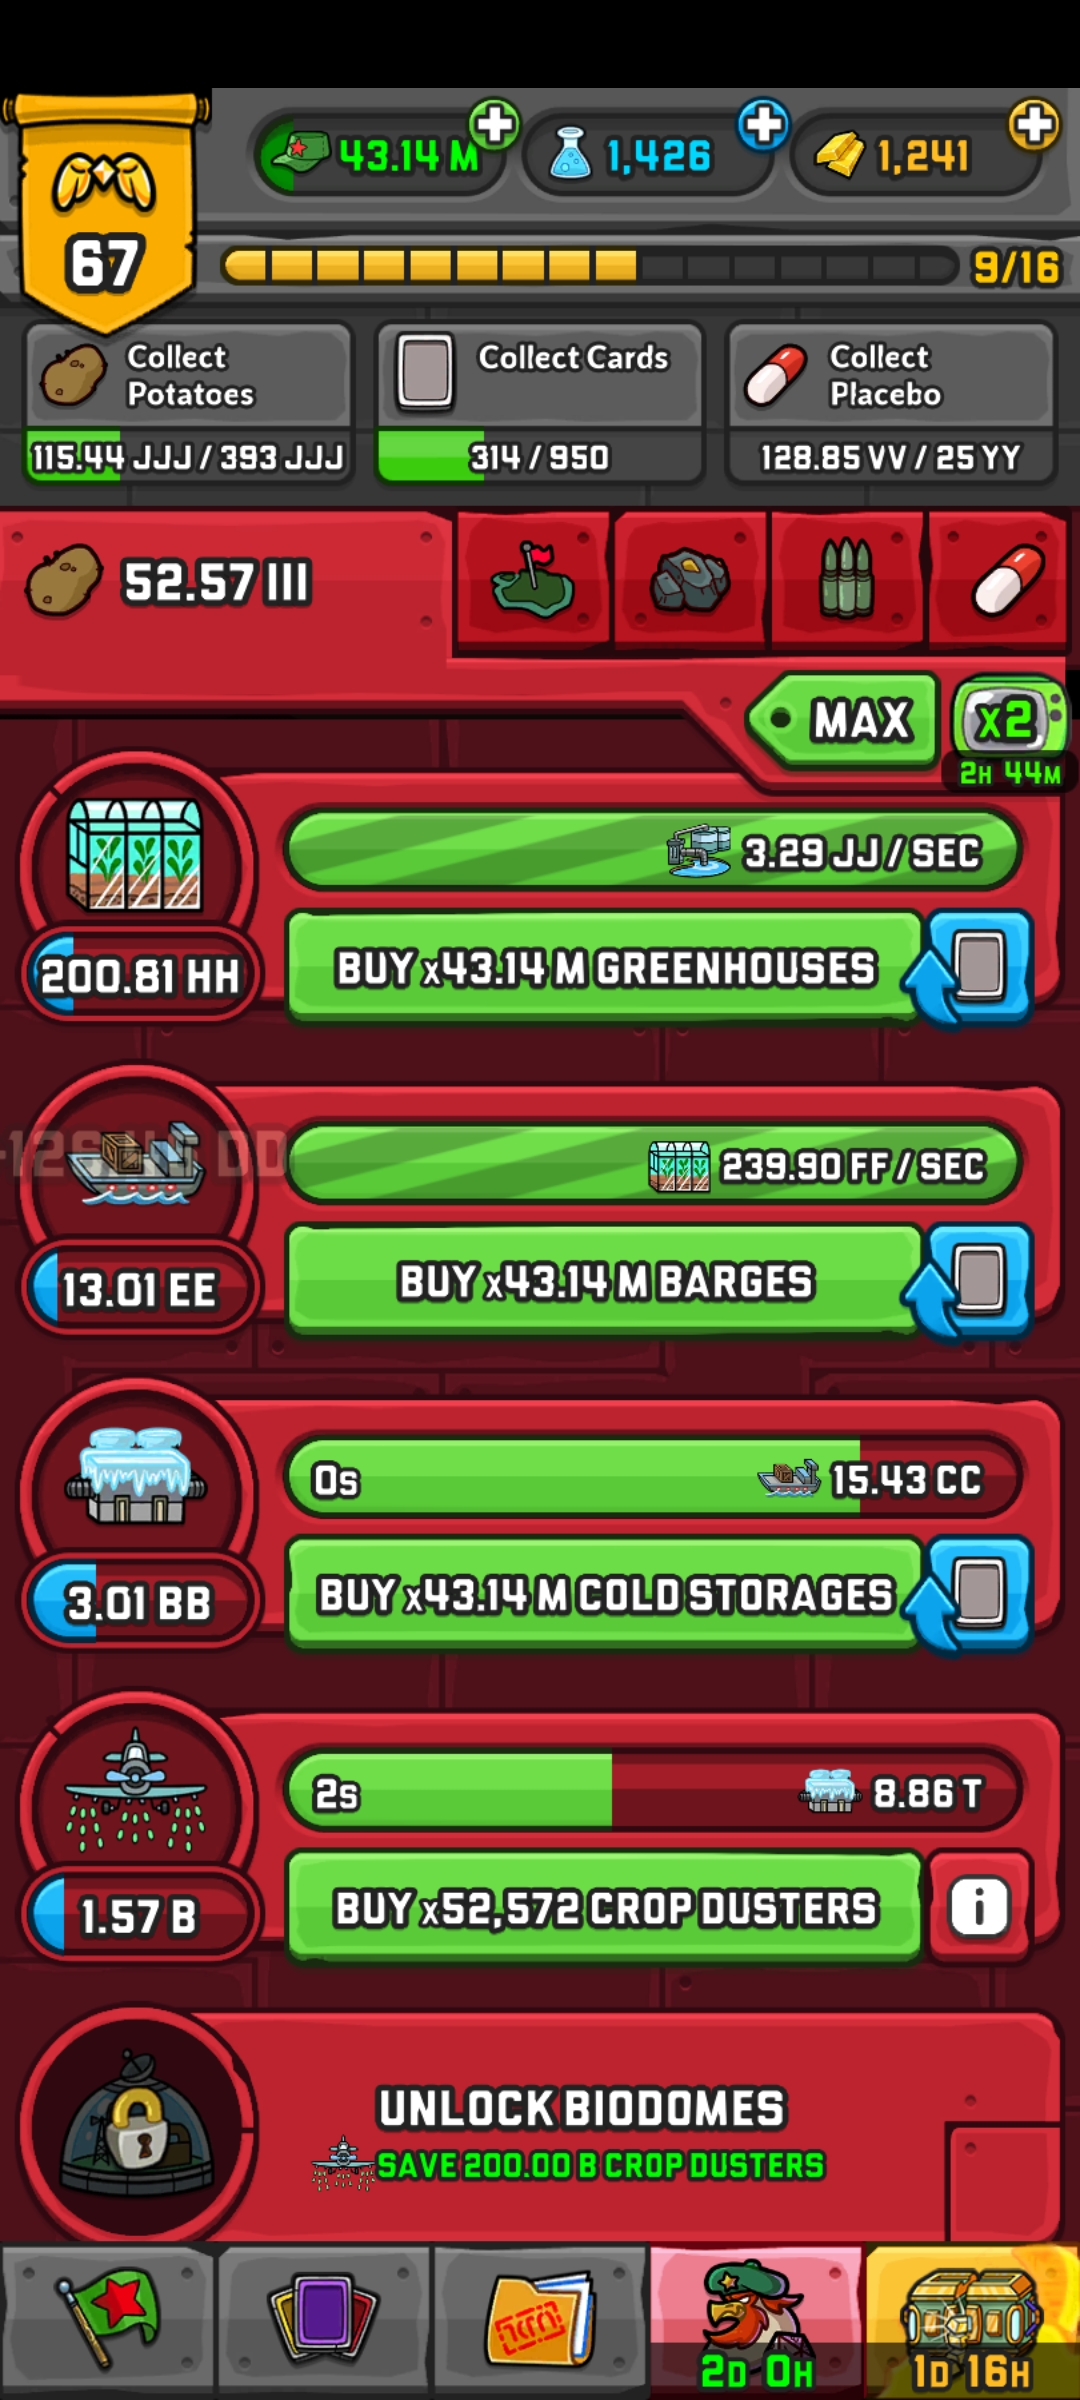 43.14 M
1,426
1,241
67
9/16
Collect
Potatoes
115.44 JJJ / 393 JJJ
Collect Cards
314 / 950
Collect
Placebo
128.85 VV / 25 YY
52.57 III
MAX
x2
2H 44M
3.29 JJ / SEC
200.81 HH
BUY x43.14 M GREENHOUSES
239.90 FF / SEC
13.01 EE
BUY x43.14 M BARGES
0s
15.43 CC
3.01 BB
BUY x43.14 M COLD STORAGES
2s
8.86 T
1.57 B
BUY x52,572 CROP DUSTERS
i
UNLOCK BIODOMES
SAVE 200.00 B CROP DUSTERS
2D 0H
1D 16H